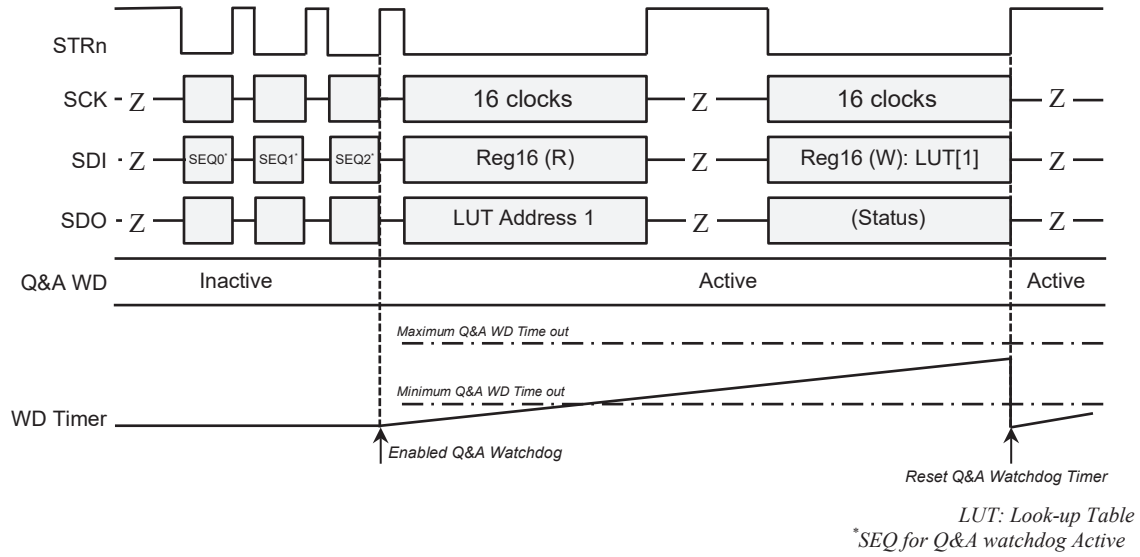 STRn
SCK Z 16 clocks Z 16 clocks Z
SDI Z SEQ0* SEQ1* SEQ2* Reg16 (R) Z Reg16 (W): LUT[1] Z
SDO Z LUT Address 1 Z (Status) Z
Q&A WD Inactive Active Active
Maximum Q&A WD Time out
Minimum Q&A WD Time out
WD Timer
Enabled Q&A Watchdog
Reset Q&A Watchdog Timer
LUT: Look-up Table
*SEQ for Q&A watchdog Active